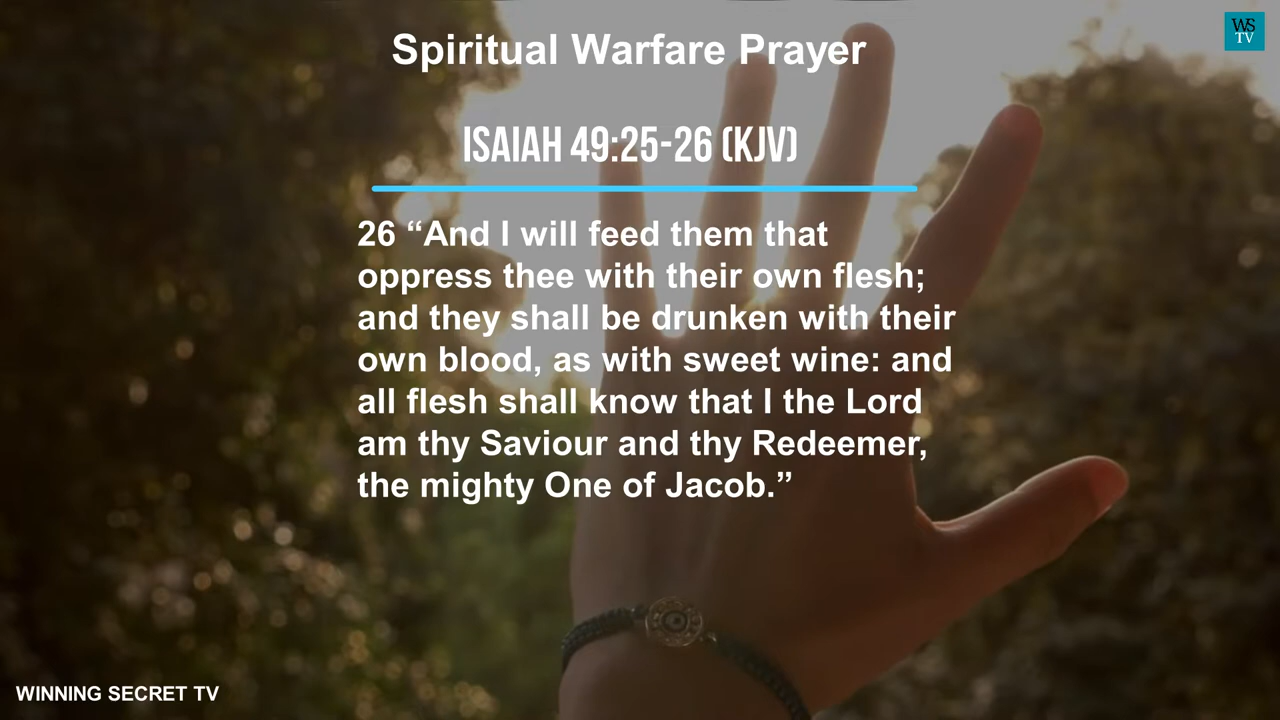 Spiritual Warfare Prayer
WS
TV
ISAIAH 49:25-26 (KJV)
26 “And I will feed them that
oppress thee with their own flesh;
and they shall be drunken with their
own blood, as with sweet wine: and
all flesh shall know that I the Lord
am thy Saviour and thy Redeemer,
the mighty One of Jacob.”
WINNING SECRET TV